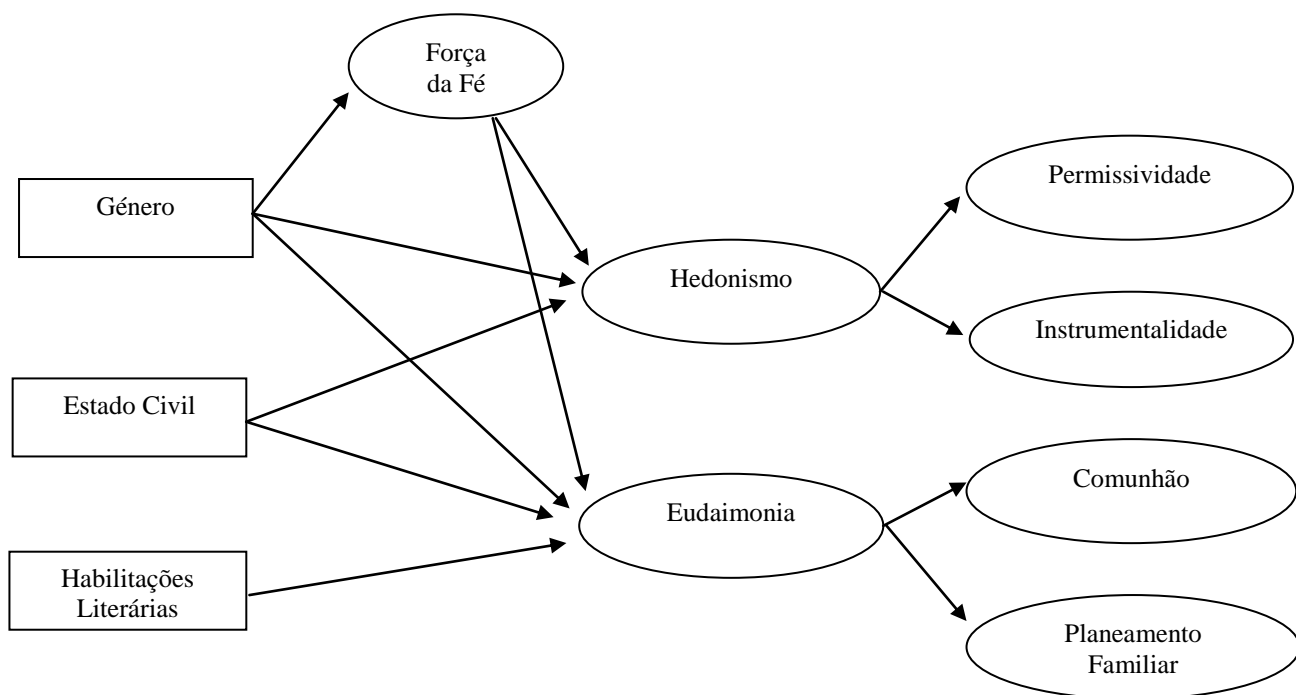 Força
da Fé
Permissividade
Género
Hedonismo
Instrumentalidade
Estado Civil
Comunhão
Eudaimonia
Habilitações
Literárias
Planeamento
Familiar